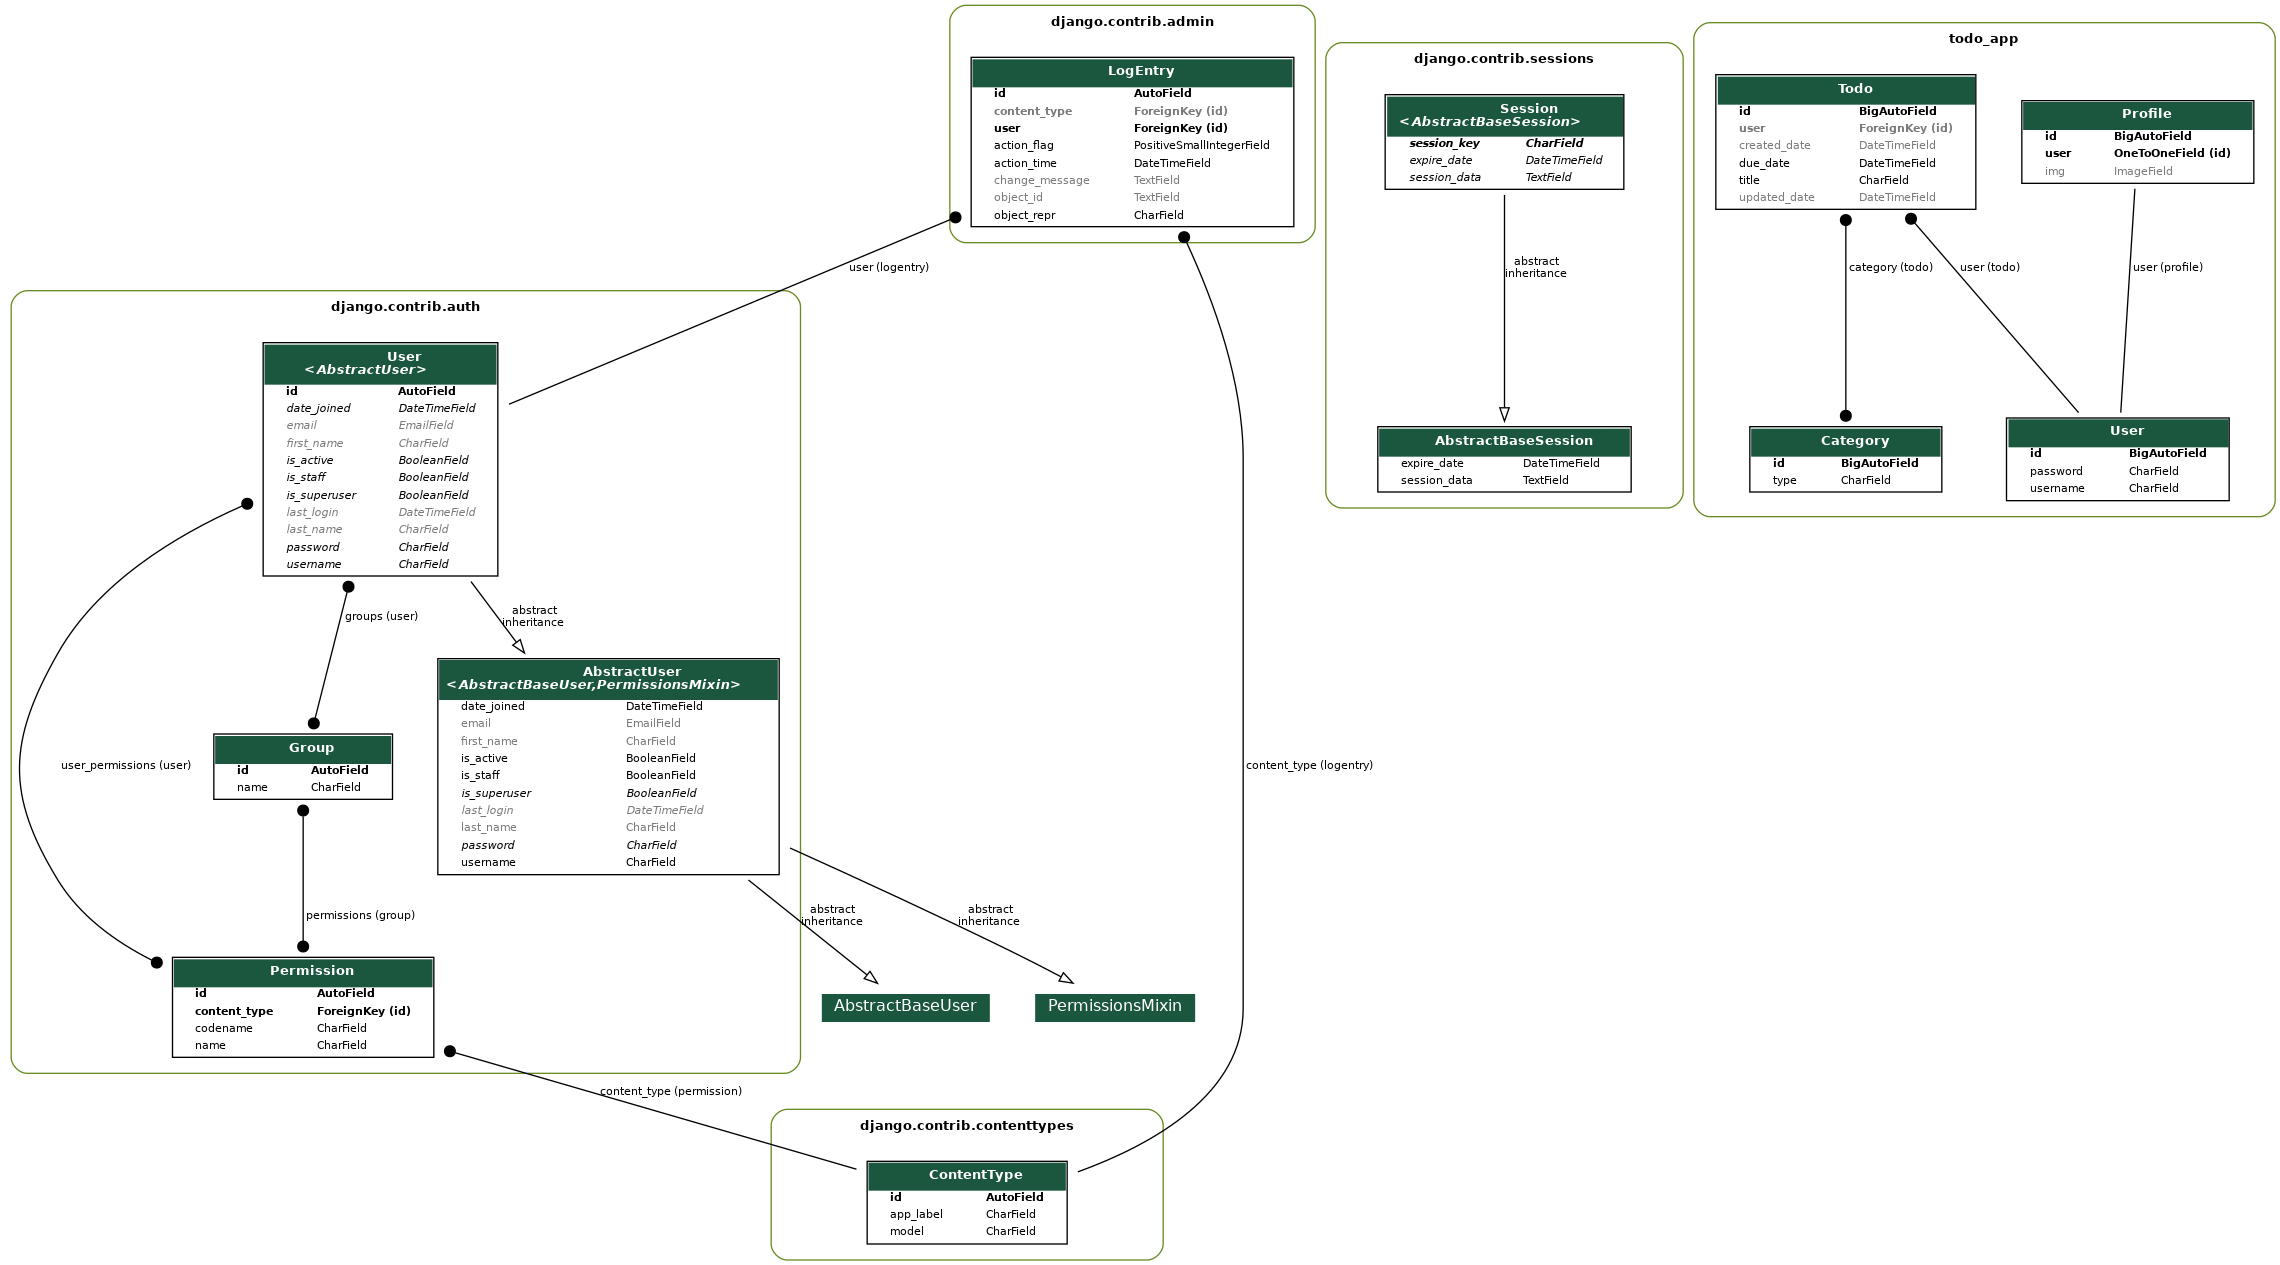 django.contrib.admin
LogEntry
id AutoField
content_type ForeignKey (id)
user ForeignKey (id)
action_flag PositiveSmallIntegerField
action_time DateTimeField
change_message TextField
object_id TextField
object_repr CharField
django.contrib.sessions
Session
<AbstractBaseSession>
session_key CharField
expire_date DateTimeField
session_data TextField
abstract
inheritance
AbstractBaseSession
expire_date DateTimeField
session_data TextField
todo_app
Todo
id BigAutoField
user ForeignKey (id)
created_date DateTimeField
due_date DateTimeField
title CharField
updated_date DateTimeField
Profile
id BigAutoField
user OneToOneField (id)
img ImageField
category (todo)
user (todo)
user (profile)
Category
id BigAutoField
type CharField
User
id BigAutoField
password CharField
username CharField
user (logentry)
django.contrib.auth
User
<AbstractUser>
id AutoField
date_joined DateTimeField
email EmailField
first_name CharField
is_active BooleanField
is_staff BooleanField
is_superuser BooleanField
last_login DateTimeField
last_name CharField
password CharField
username CharField
groups (user)
abstract
inheritance
AbstractUser
<AbstractBaseUser,PermissionsMixin>
date_joined DateTimeField
email EmailField
first_name CharField
is_active BooleanField
is_staff BooleanField
is_superuser BooleanField
last_login DateTimeField
last_name CharField
password CharField
username CharField
user_permissions (user)
Group
id AutoField
name CharField
content_type (logentry)
permissions (group)
abstract
inheritance
abstract
inheritance
Permission
id AutoField
content_type ForeignKey (id)
codename CharField
name CharField
AbstractBaseUser
PermissionsMixin
content_type (permission)
django.contrib.contenttypes
ContentType
id AutoField
app_label CharField
model CharField